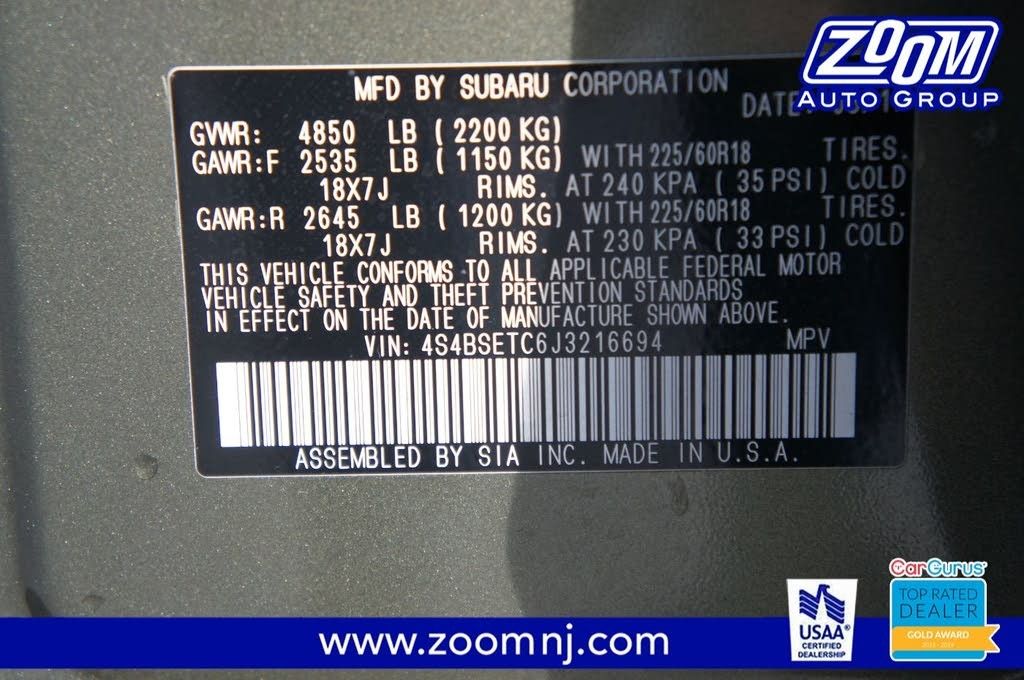 ZOOM
AUTO GROUP
MFD BY SUBARU CORPORATION
DATE:
GVWR: 4850 LB ( 2200 KG)
GAWR:F 2535 LB ( 1150 KG) WITH 225/60R18 TIRES.
18X7J RIMS. AT 240 KPA ( 35 PSI) COLD
GAWR:R 2645 LB ( 1200 KG) WITH 225/60R18 TIRES.
18X7J RIMS. AT 230 KPA ( 33 PSI) COLD
THIS VEHICLE CONFORMS TO ALL APPLICABLE FEDERAL MOTOR
VEHICLE SAFETY AND THEFT PREVENTION STANDARDS
IN EFFECT ON THE DATE OF MANUFACTURE SHOWN ABOVE.
VIN: 4S4BSETC6J3216694 MPV
ASSEMBLED BY SIA INC. MADE IN U.S.A.
www.zoomnj.com
USAA®
CERTIFIED
DEALERSHIP
CarGurus
TOP RATED
DEALER
GOLD AWARD